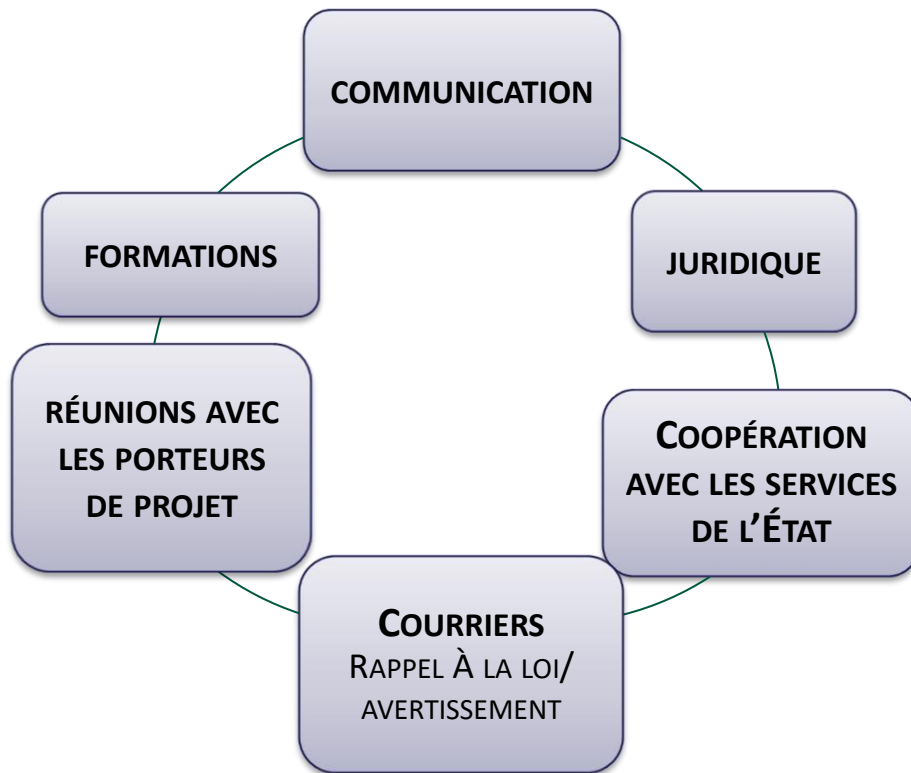 COMMUNICATION
JURIDIQUE
COOPÉRATION
AVEC LES SERVICES
DE L'ÉTAT
COURRIERS
RAPPEL À LA LOI/
AVERTISSEMENT
RÉUNIONS AVEC
LES PORTEURS
DE PROJET
FORMATIONS